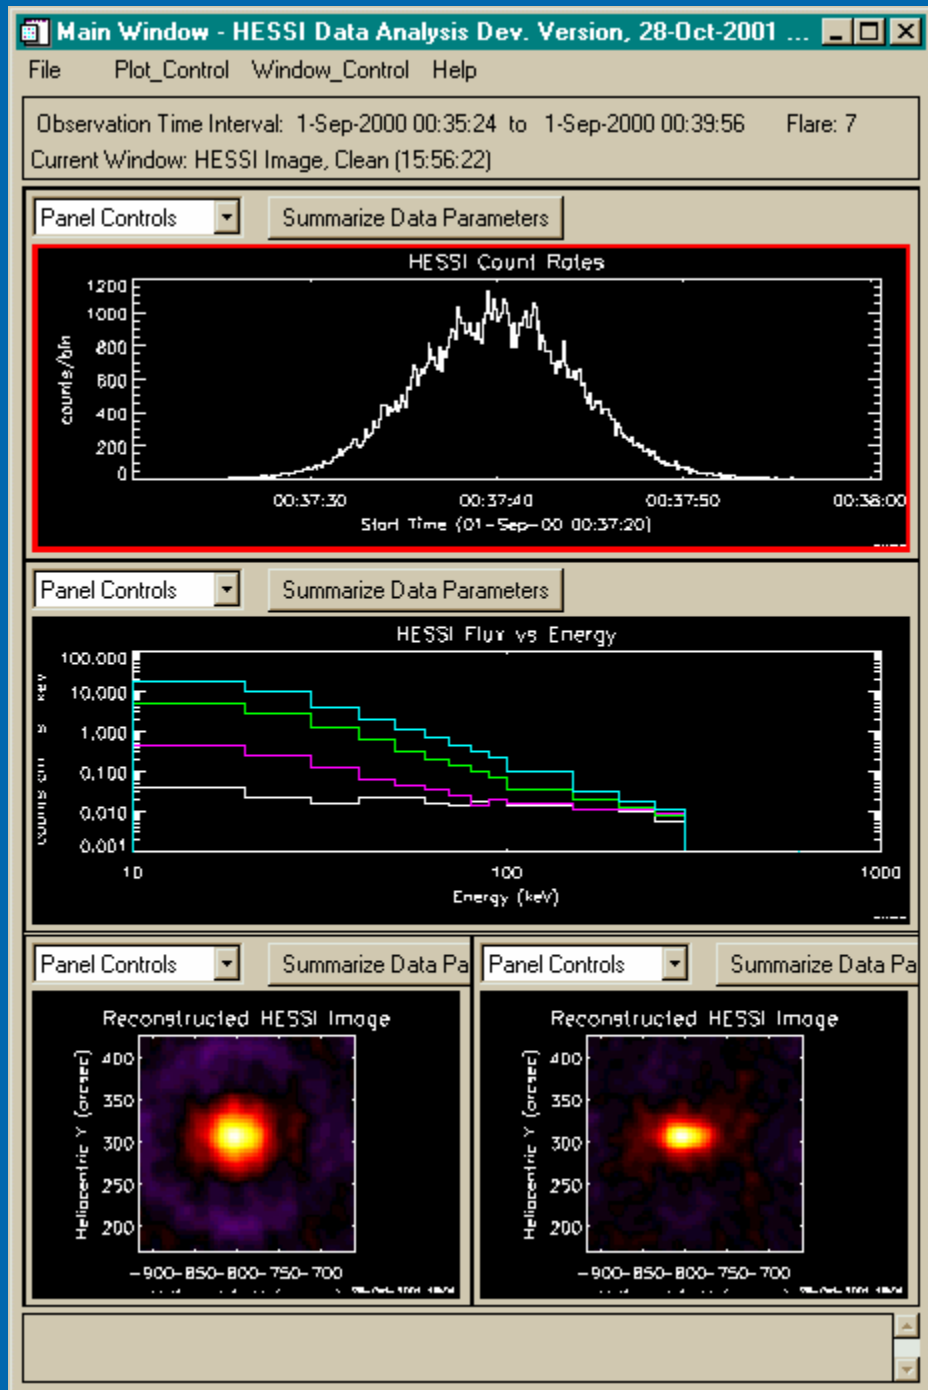 Main Window - HESSI Data Analysis Dev. Version, 28-Oct-2001 ...
File Plot_Control Window_Control Help
Observation Time Interval: 1-Sep-2000 00:35:24 to 1-Sep-2000 00:39:56 Flare: 7
Current Window: HESSI Image, Clean (15:56:22)
Panel Controls Summarize Data Parameters
HESSI Count Rates
counts/bin
1200
1000
800
600
400
200
0
00:37:30 00:37:40 00:37:50 00:38:00
Start Time (01-Sep-00 00:37:20)
Panel Controls Summarize Data Parameters
HESSI Flux vs Energy
keV
100.000
10.000
1.000
0.100
0.010
0.001
10 100 1000
Energy (keV)
Panel Controls Summarize Data Pa
Reconstructed HESSI Image
Heliocentric Y (arcsec)
400
350
300
250
200
-900-850-800-750-700
Panel Controls Summarize Data Pa
Reconstructed HESSI Image
Heliocentric Y (arcsec)
400
350
300
250
200
-900-850-800-750-700